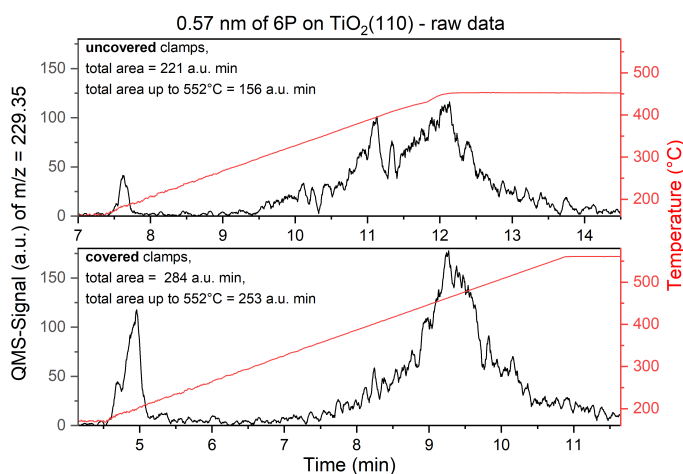 0.57 nm of 6P on TiO₂(110) - raw data
uncovered clamps,
total area = 221 a.u. min
total area up to 552°C = 156 a.u. min
150
100
50
0
7 8 9 10 11 12 13 14
500
400
300
200
covered clamps,
total area = 284 a.u. min,
total area up to 552°C = 253 a.u. min
150
100
50
0
5 6 7 8 9 10 11
500
400
300
200
Time (min)
QMS-Signal (a.u.) of m/z = 229.35
Temperature (°C)